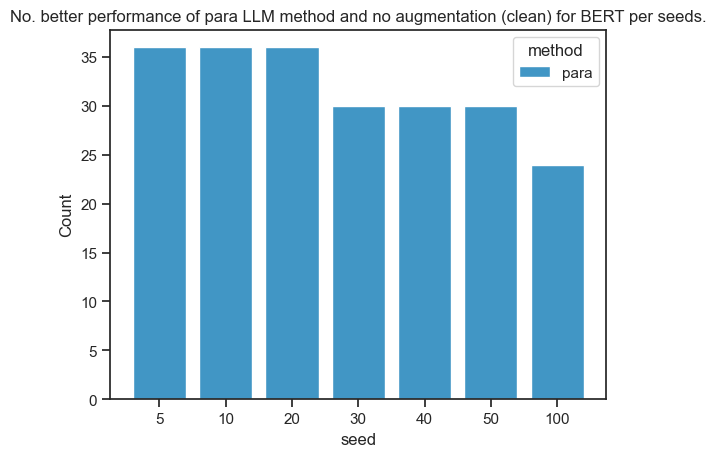 No. better performance of para LLM method and no augmentation (clean) for BERT per seeds.
method
para
35
30
25
20
15
10
5
0
Count
5 10 20 30 40 50 100
seed